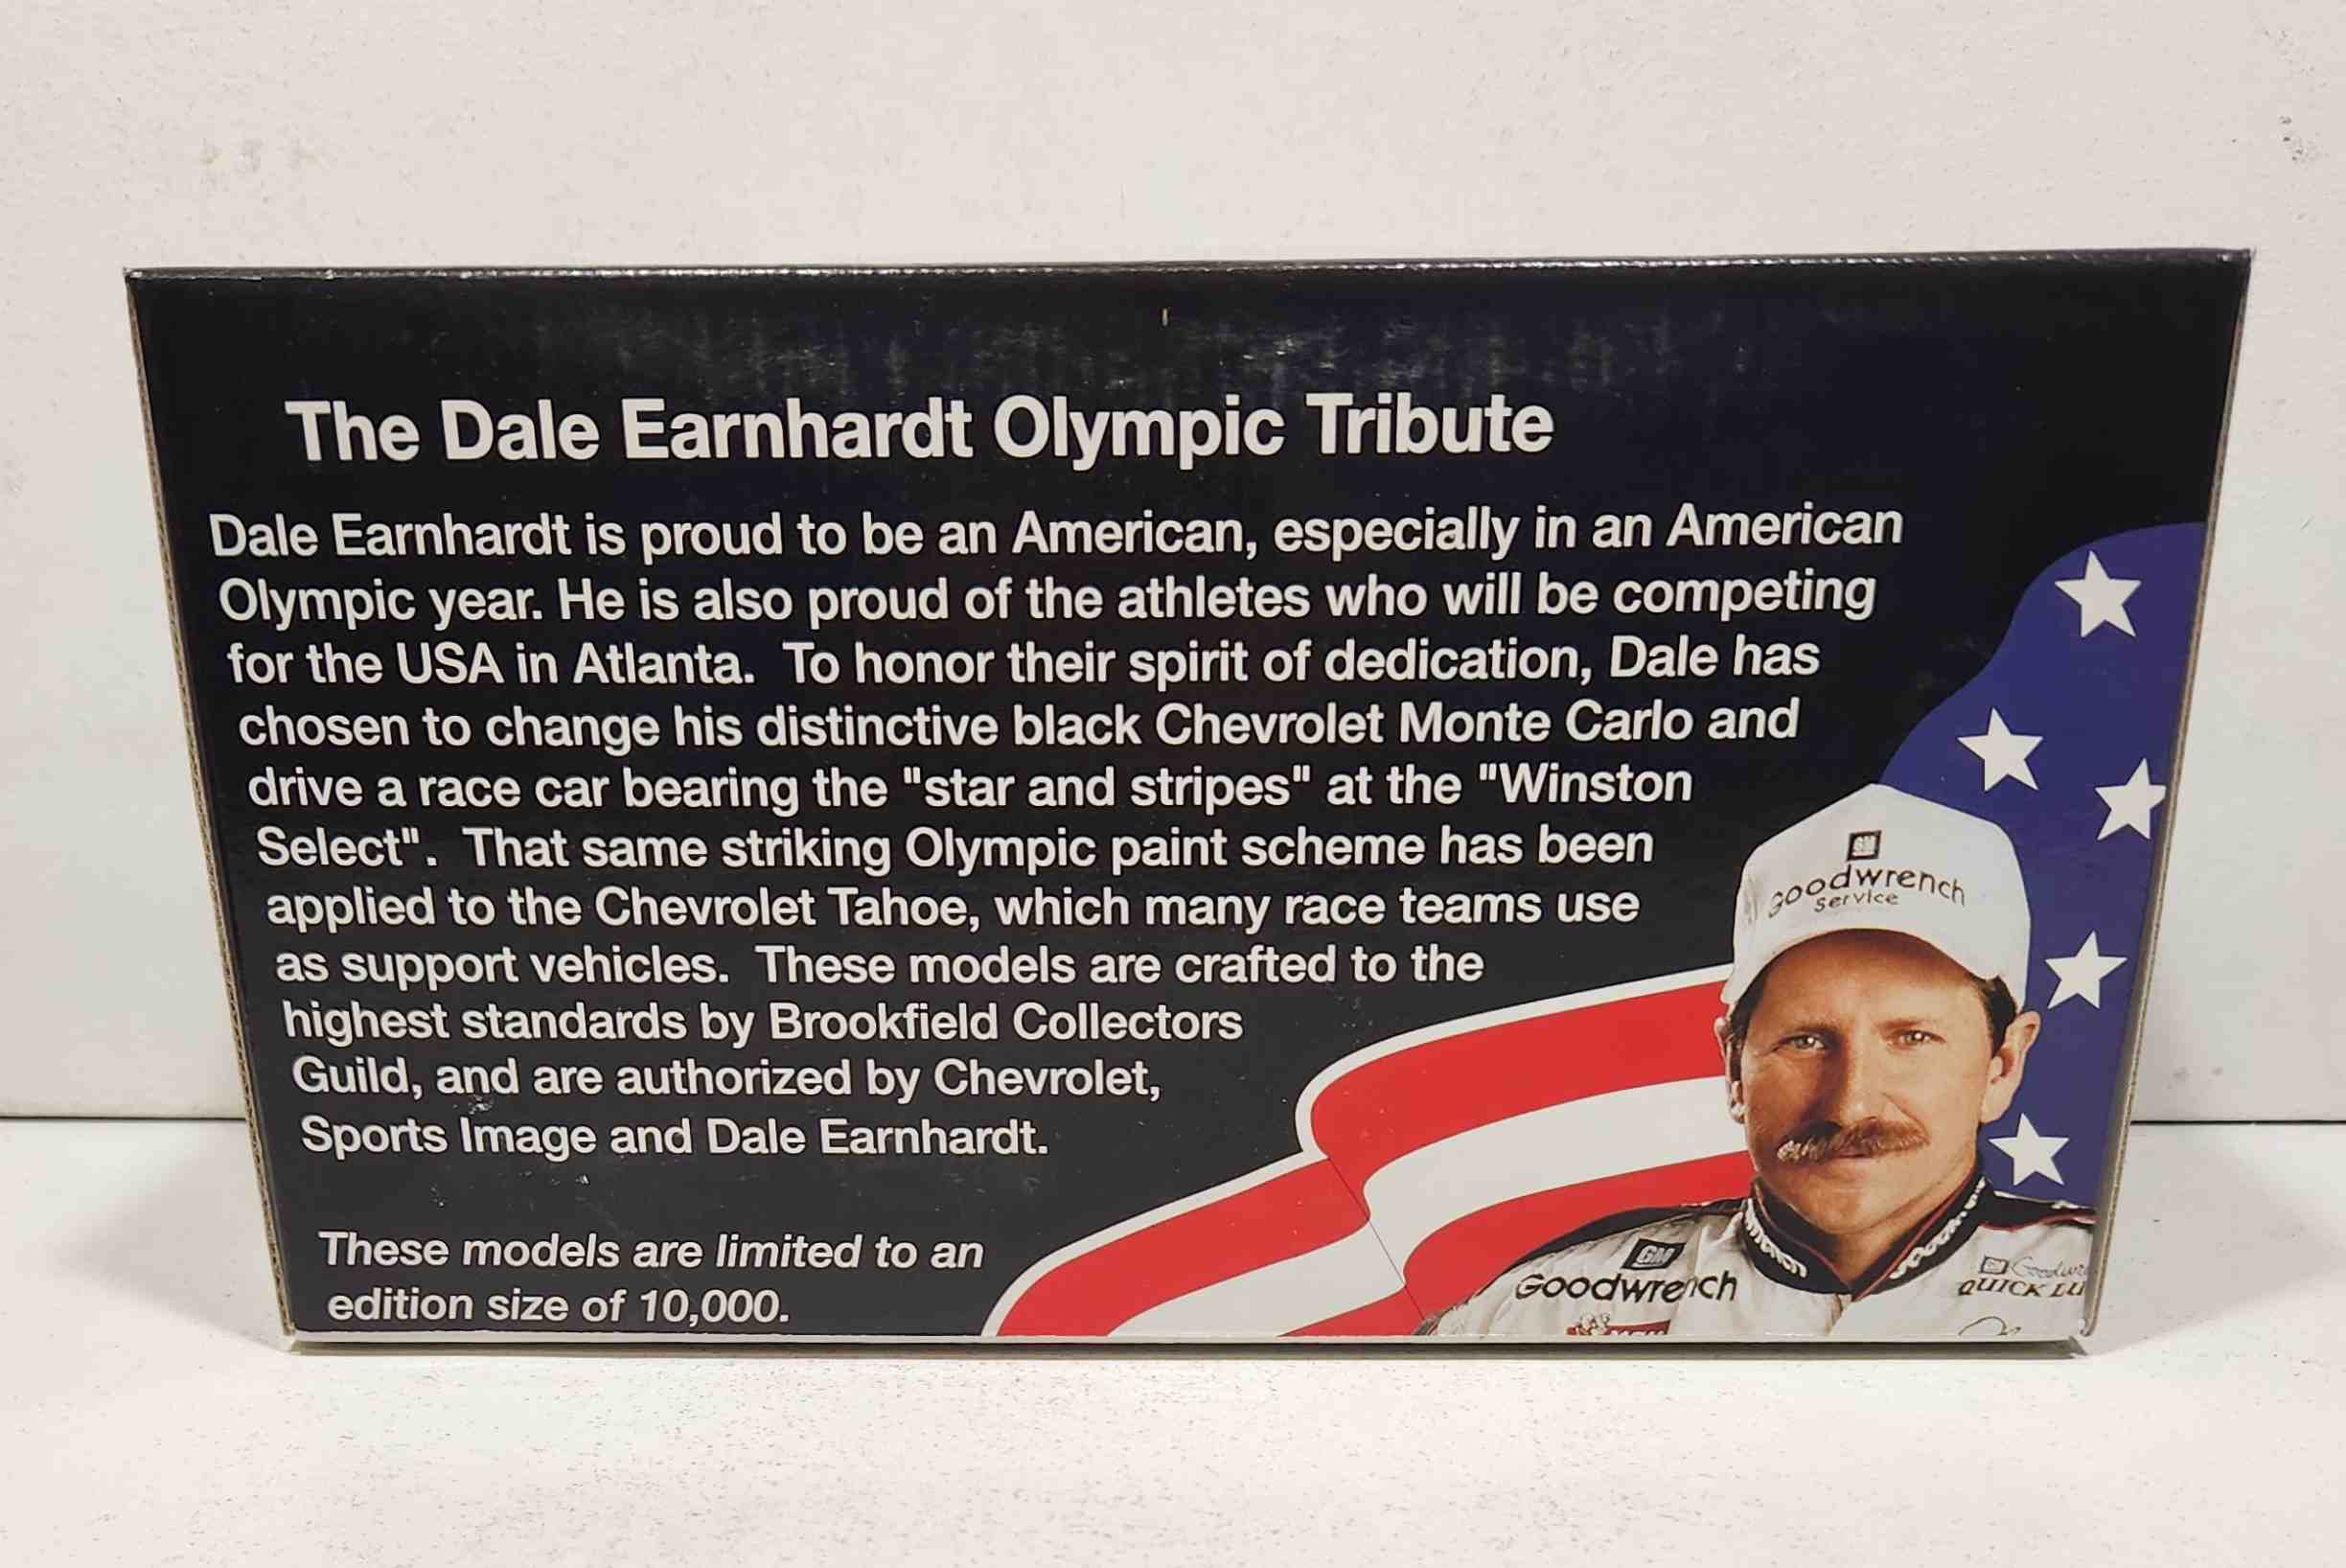 The Dale Earnhardt Olympic Tribute
Dale Earnhardt is proud to be an American, especially in an American
Olympic year. He is also proud of the athletes who will be competing
for the USA in Atlanta. To honor their spirit of dedication, Dale has
chosen to change his distinctive black Chevrolet Monte Carlo and
drive a race car bearing the "star and stripes" at the "Winston
Select". That same striking Olympic paint scheme has been
applied to the Chevrolet Tahoe, which many race teams use
as support vehicles. These models are crafted to the
highest standards by Brookfield Collectors
Guild, and are authorized by Chevrolet,
Sports Image and Dale Earnhardt.
These models are limited to an
edition size of 10,000.
GM
Goodwrench
Service
GM
Goodwrench
GM
QUICK